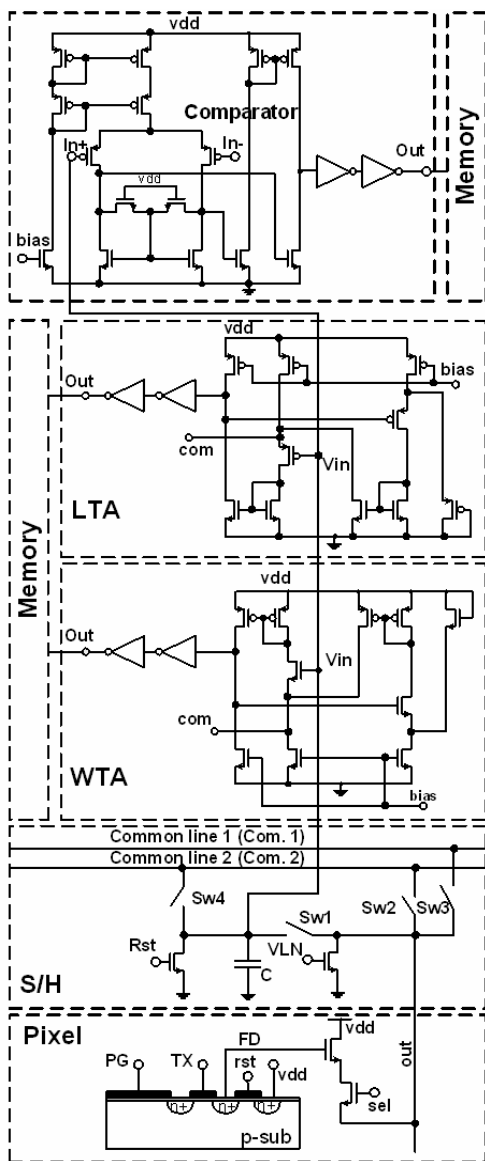 vdd
Comparator
In+
In-
vdd
Out
bias
Memory
vdd
Out
bias
com
Vin
LTA
Memory
vdd
Out
Vin
com
WTA
bias
Common line 1 (Com. 1)
Common line 2 (Com. 2)
Sw4
Sw1
Sw2
Sw3
Rst
VLN
C
S/H
Pixel
vdd
out
FD
PG
TX
rst
vdd
sel
n+
n+
n+
p-sub